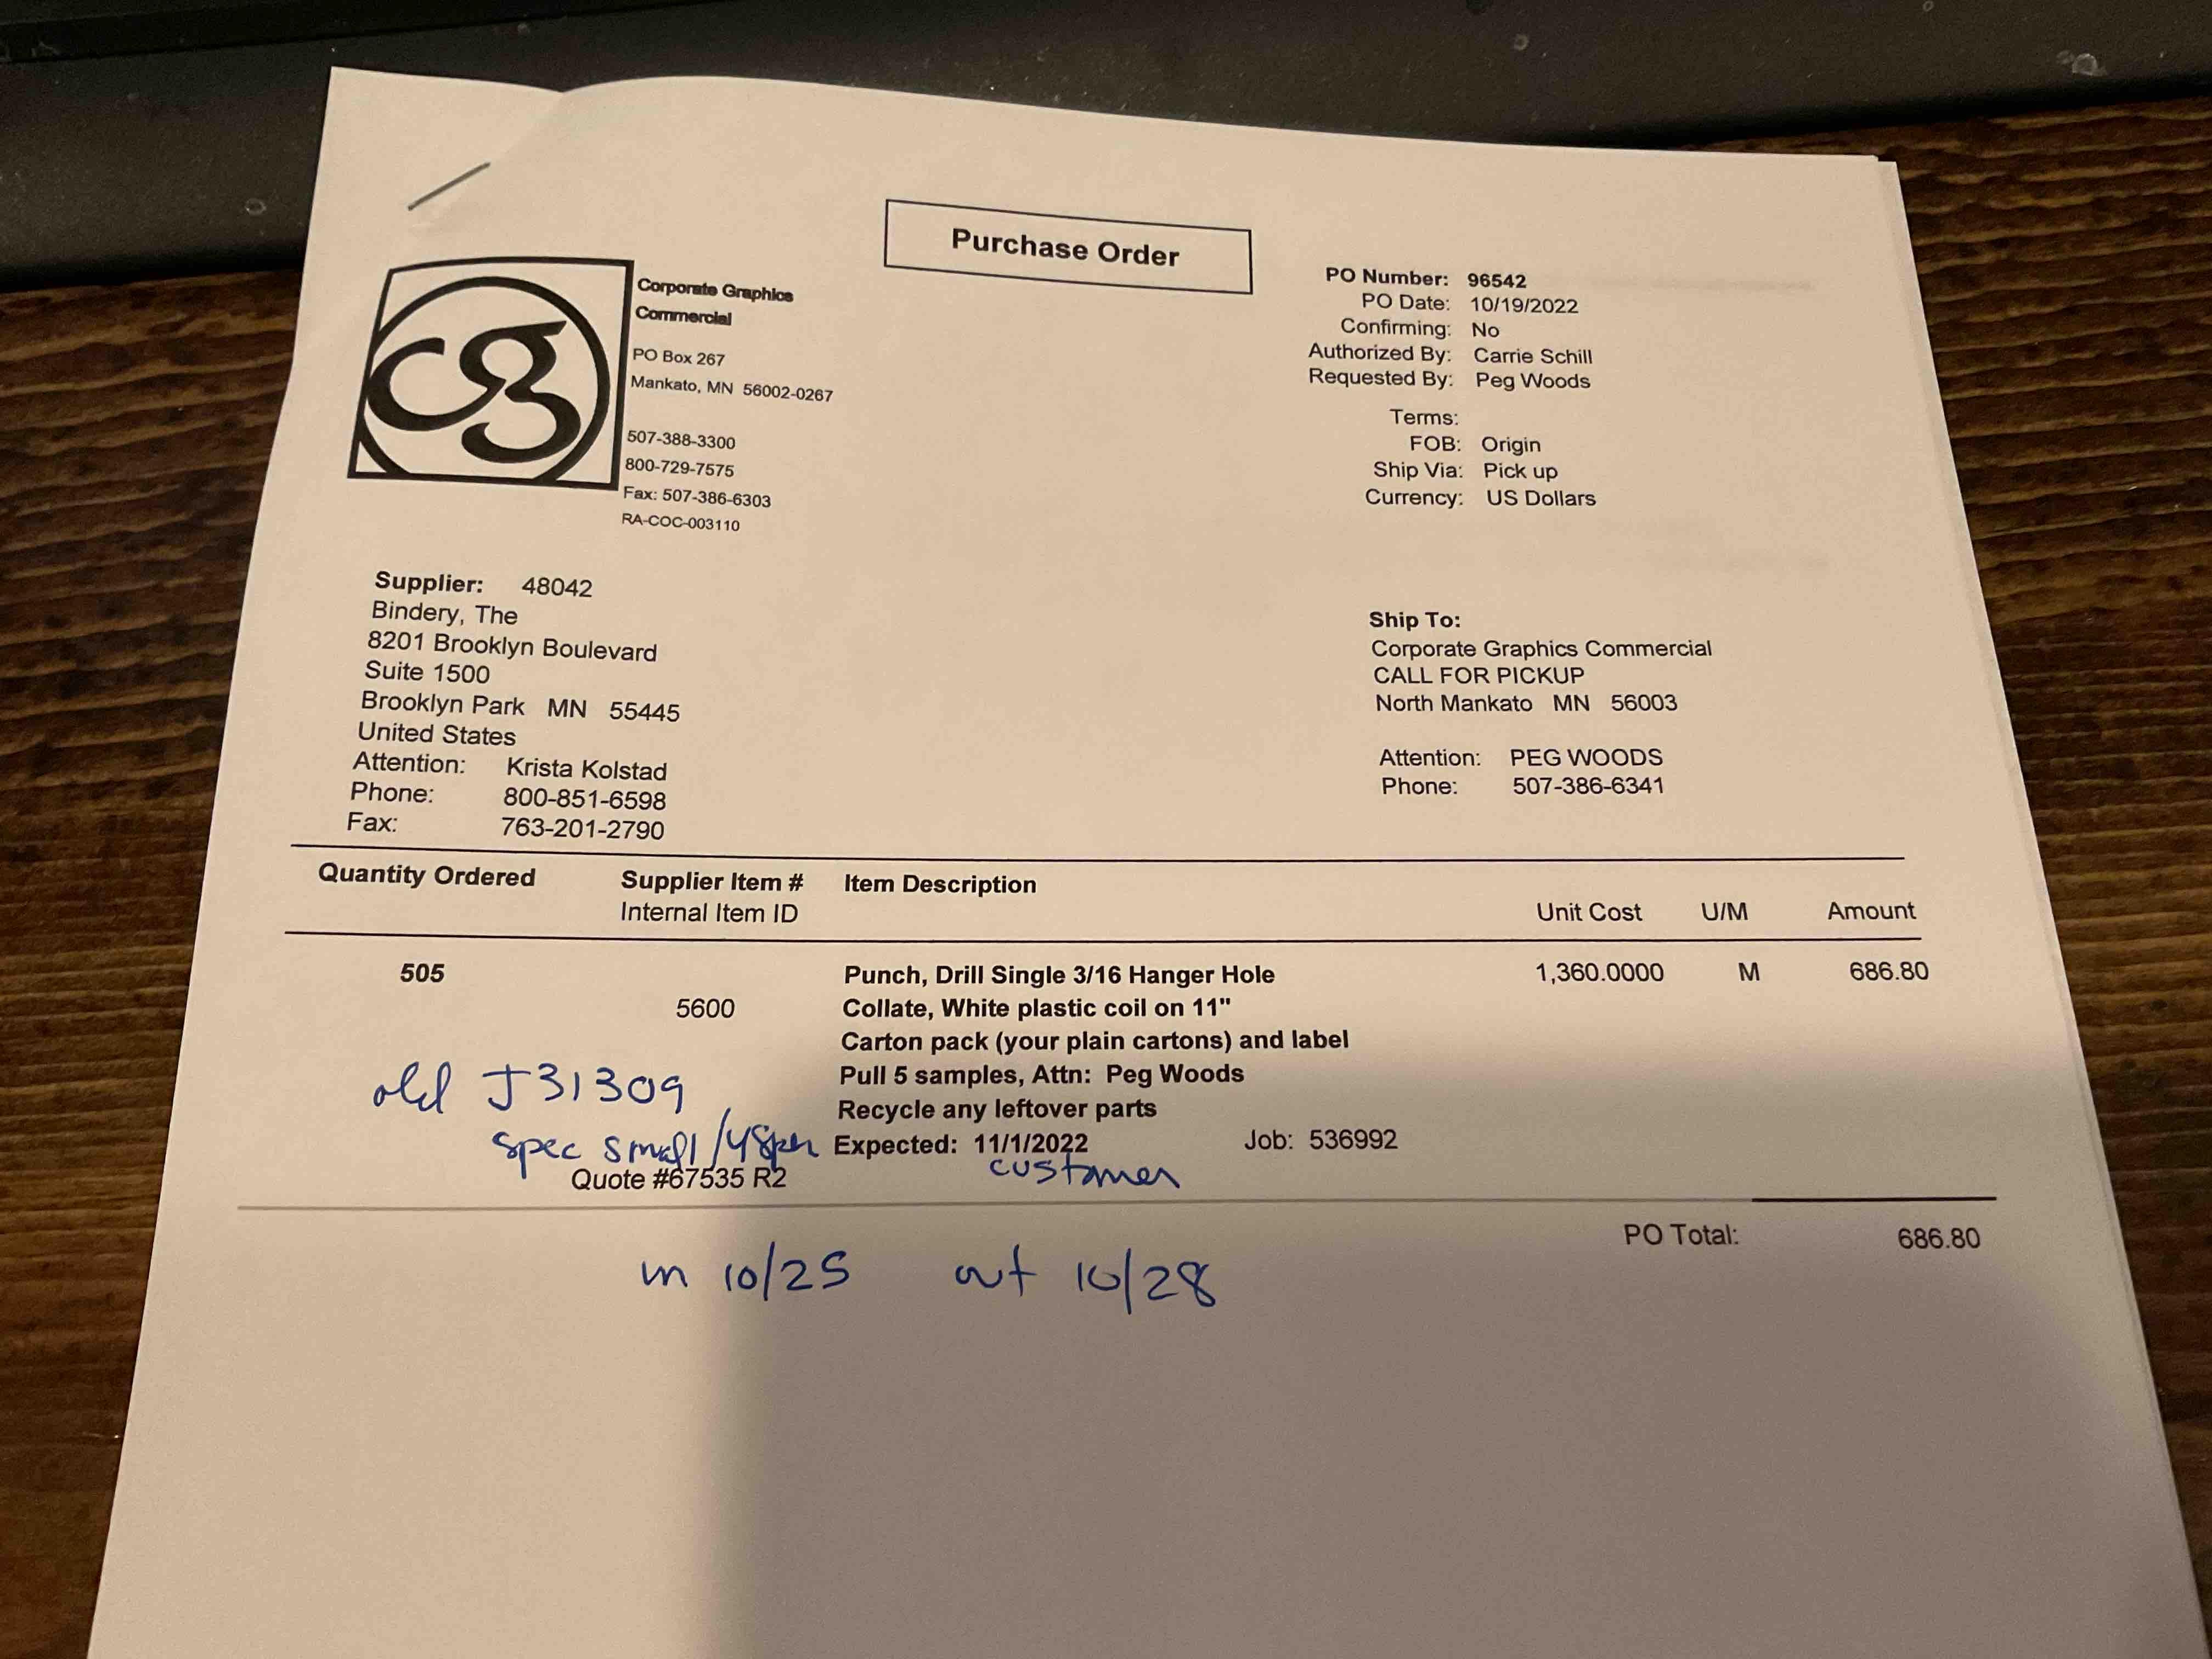 Purchase Order
cg
Corporate Graphics
Commercial
PO Box 267
Mankato, MN 56002-0267
507-388-3300
800-729-7575
Fax: 507-386-6303
RA-COC-003110
PO Number: 96542
PO Date: 10/19/2022
Confirming: No
Authorized By: Carrie Schill
Requested By: Peg Woods
Terms:
FOB: Origin
Ship Via: Pick up
Currency: US Dollars
Supplier: 48042
Bindery, The
8201 Brooklyn Boulevard
Suite 1500
Brooklyn Park MN 55445
United States
Attention: Krista Kolstad
Phone: 800-851-6598
Fax: 763-201-2790
Ship To:
Corporate Graphics Commercial
CALL FOR PICKUP
North Mankato MN 56003
Attention: PEG WOODS
Phone: 507-386-6341
Quantity Ordered Supplier Item # Item Description
Internal Item ID Unit Cost U/M Amount
505 Punch, Drill Single 3/16 Hanger Hole 1,360.0000 M 686.80
5600 Collate, White plastic coil on 11"
Carton pack (your plain cartons) and label
old J31309 Pull 5 samples, Attn: Peg Woods
Recycle any leftover parts
spec small / Expected: 11/1/2022 Job: 536992
Quote #67535 R2 customer
PO Total: 686.80
in 10/25 out 10/28